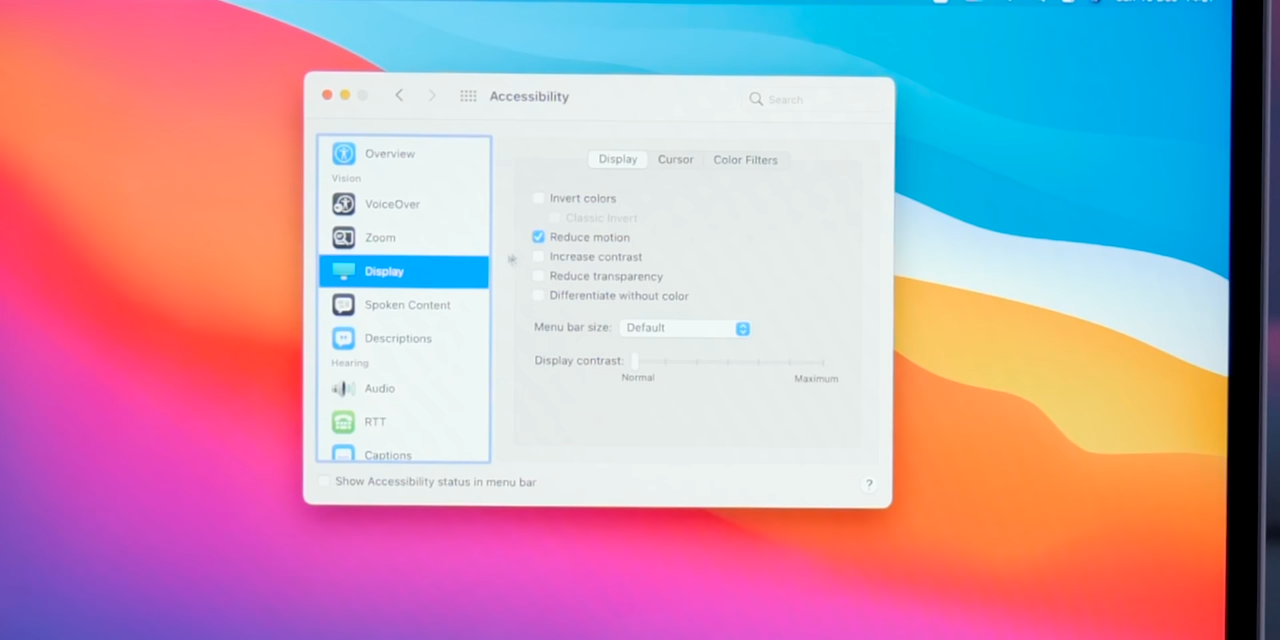 Accessibility
Search
Overview
Vision
VoiceOver
Zoom
Display
Spoken Content
Descriptions
Hearing
Audio
RTT
Captions
Display Cursor Color Filters
Invert colors
Classic Invert
Reduce motion
Increase contrast
Reduce transparency
Differentiate without color
Menu bar size: Default
Display contrast:
Normal Maximum
Show Accessibility status in menu bar
?